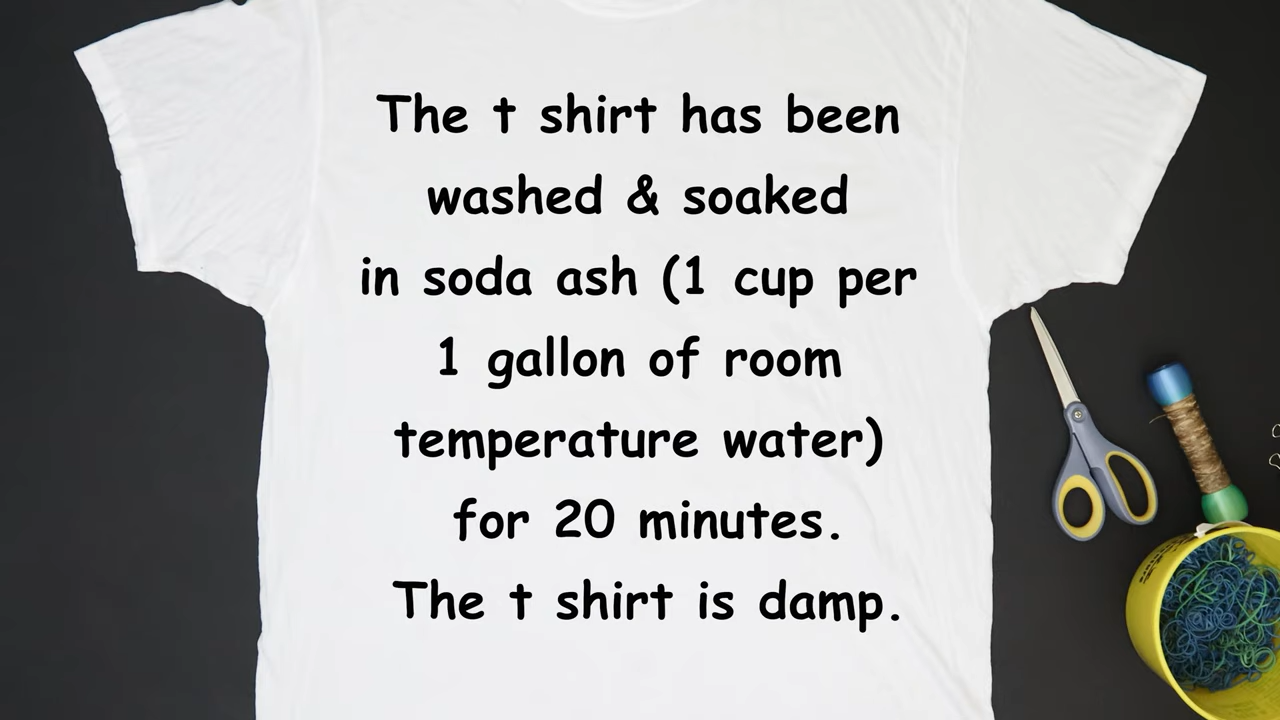 The t shirt has been
washed & soaked
in soda ash (1 cup per
1 gallon of room
temperature water)
for 20 minutes.
The t shirt is damp.